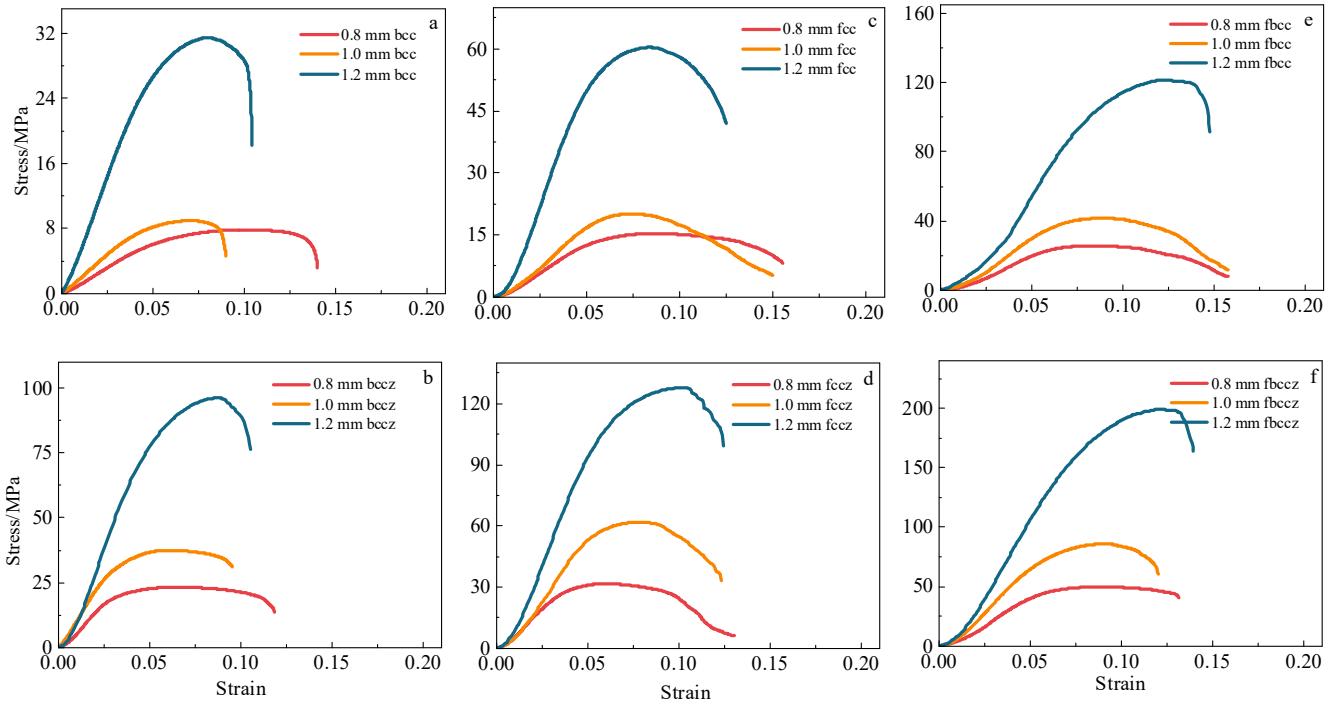 a
0.8 mm bcc
1.0 mm bcc
1.2 mm bcc
32
24
16
8
0
Stress/MPa
0.00 0.05 0.10 0.15 0.20
c
0.8 mm fcc
1.0 mm fcc
1.2 mm fcc
60
45
30
15
0
0.00 0.05 0.10 0.15 0.20
e
0.8 mm fbcc
1.0 mm fbcc
1.2 mm fbcc
160
120
80
40
0
0.00 0.05 0.10 0.15 0.20
b
0.8 mm bccz
1.0 mm bccz
1.2 mm bccz
100
75
50
25
0
Stress/MPa
0.00 0.05 0.10 0.15 0.20
Strain
d
0.8 mm fccz
1.0 mm fccz
1.2 mm fccz
120
90
60
30
0
0.00 0.05 0.10 0.15 0.20
Strain
f
0.8 mm fbccz
1.0 mm fbccz
1.2 mm fbccz
200
150
100
50
0
0.00 0.05 0.10 0.15 0.20
Strain